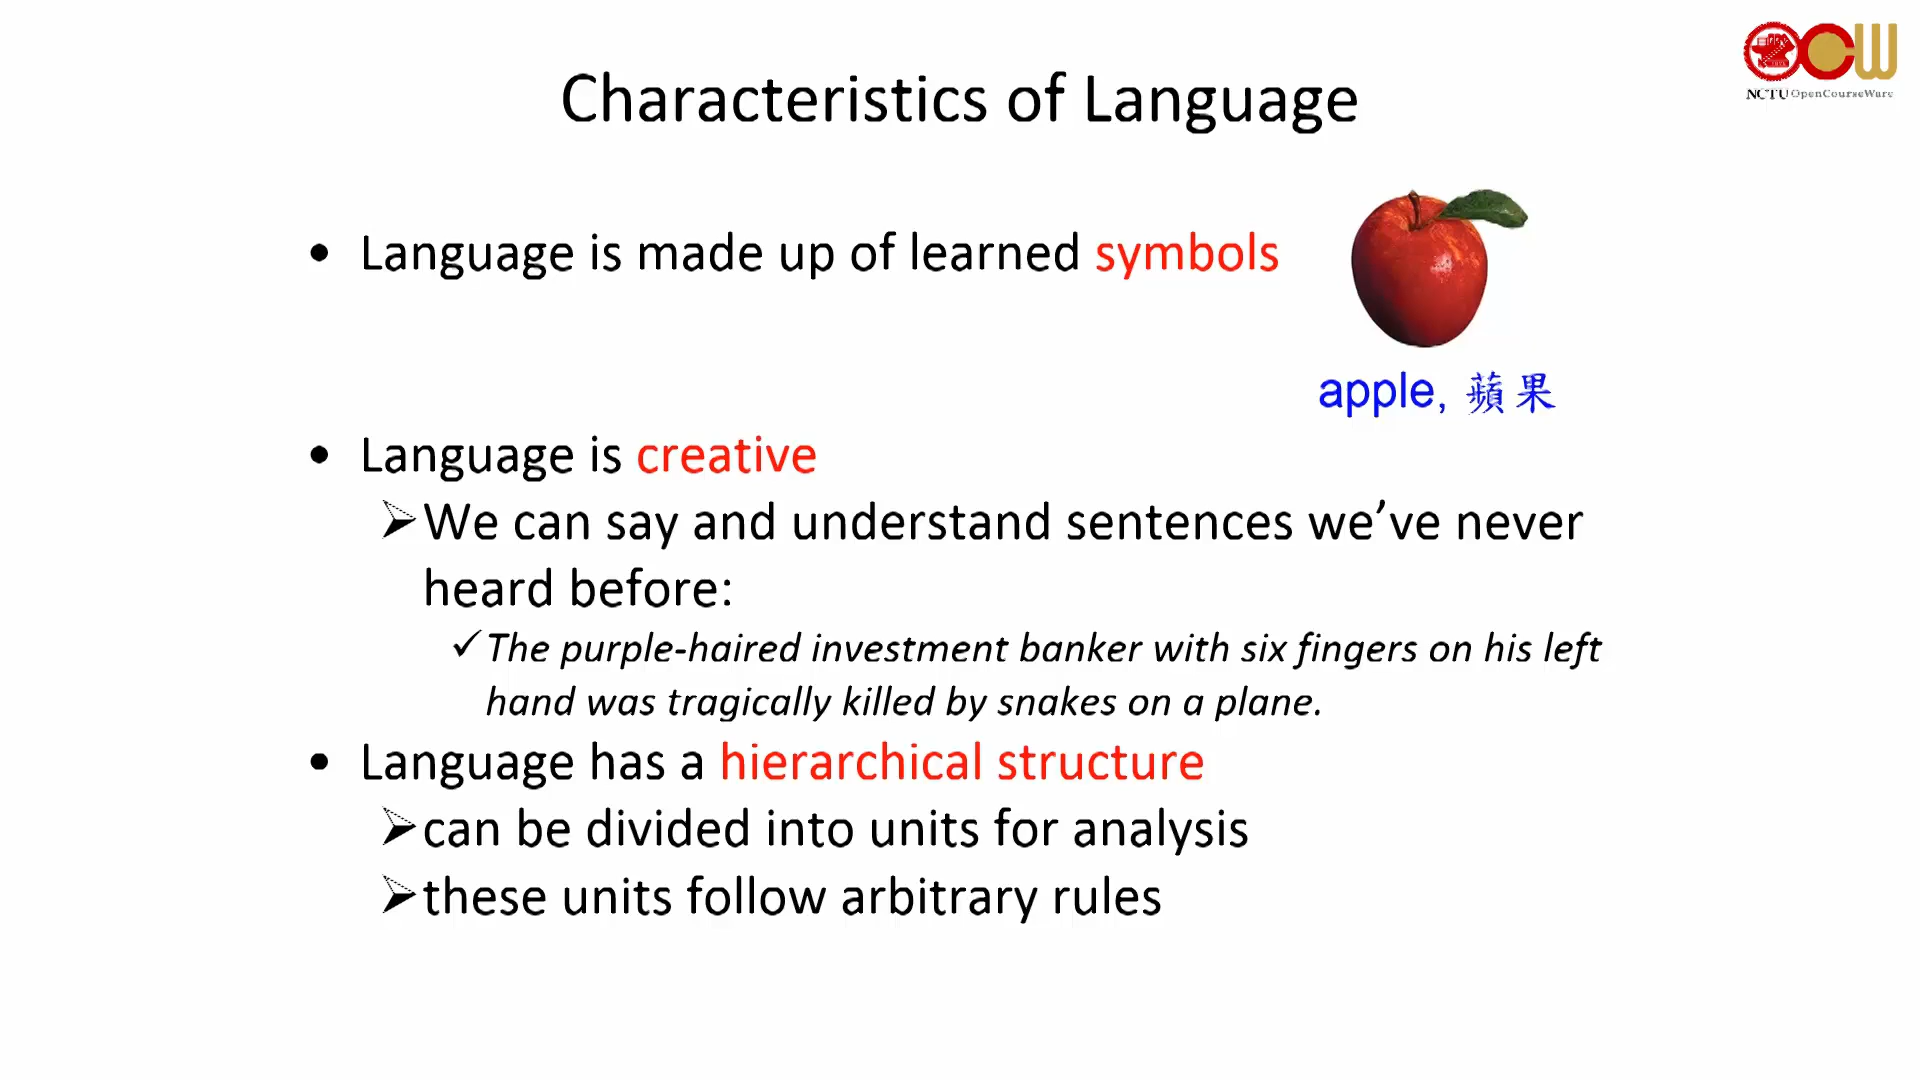 NCTU OpenCourseWare
Characteristics of Language
• Language is made up of learned symbols
apple, 蘋果
• Language is creative
➢We can say and understand sentences we’ve never
heard before:
✓The purple-haired investment banker with six fingers on his left
hand was tragically killed by snakes on a plane.
• Language has a hierarchical structure
➢can be divided into units for analysis
➢these units follow arbitrary rules